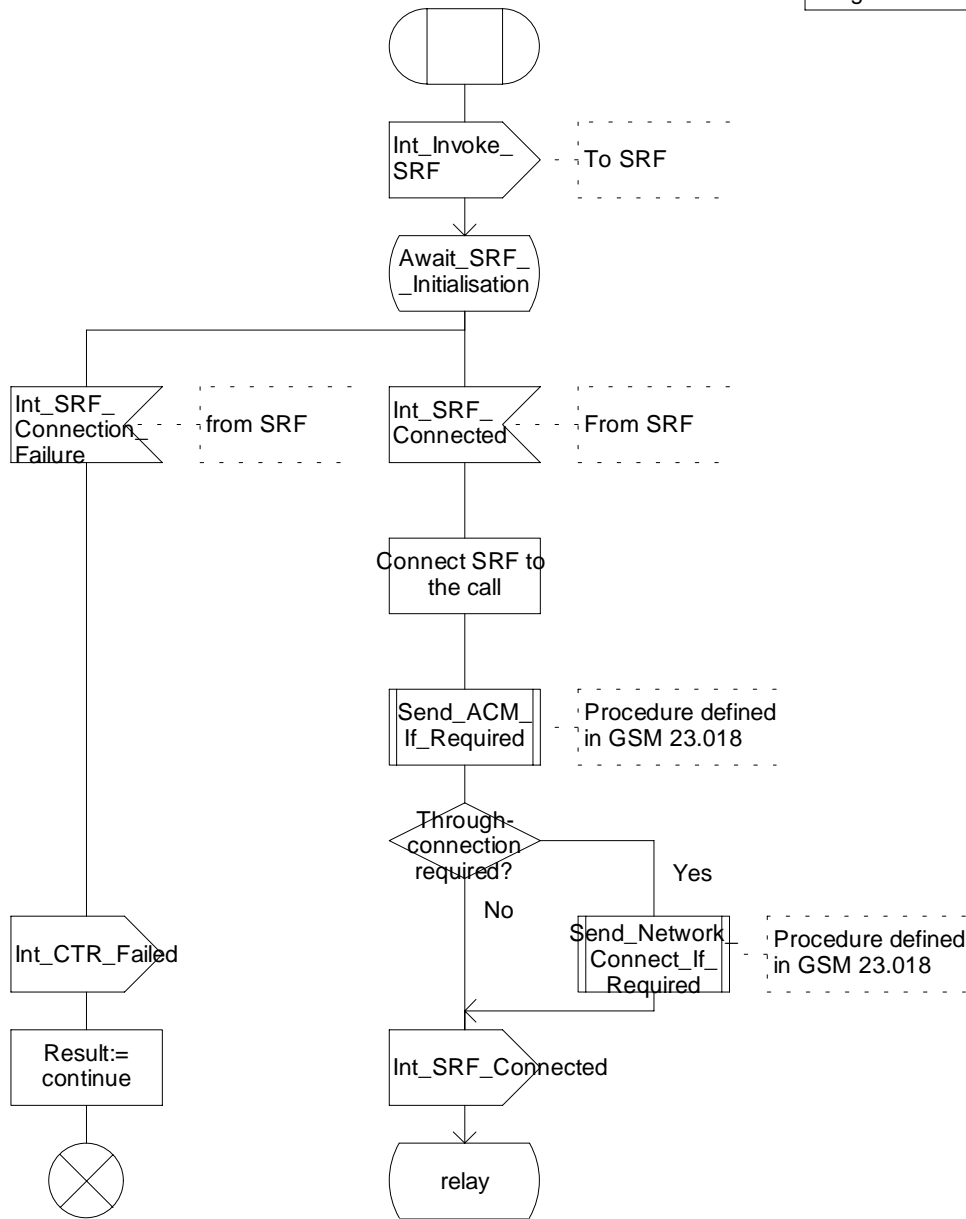 Int_Invoke_
SRF
To SRF
Await_SRF_
_Initialisation
Int_SRF_
Connection_
Failure
from SRF
Int_SRF_
Connected
From SRF
Connect SRF to
the call
Send_ACM_
If_Required
Procedure defined
in GSM 23.018
Through-
connection
required?
Yes
No
Send_Network_
Connect_If_
Required
Procedure defined
in GSM 23.018
Int_CTR_Failed
Result:=
continue
Int_SRF_Connected
relay